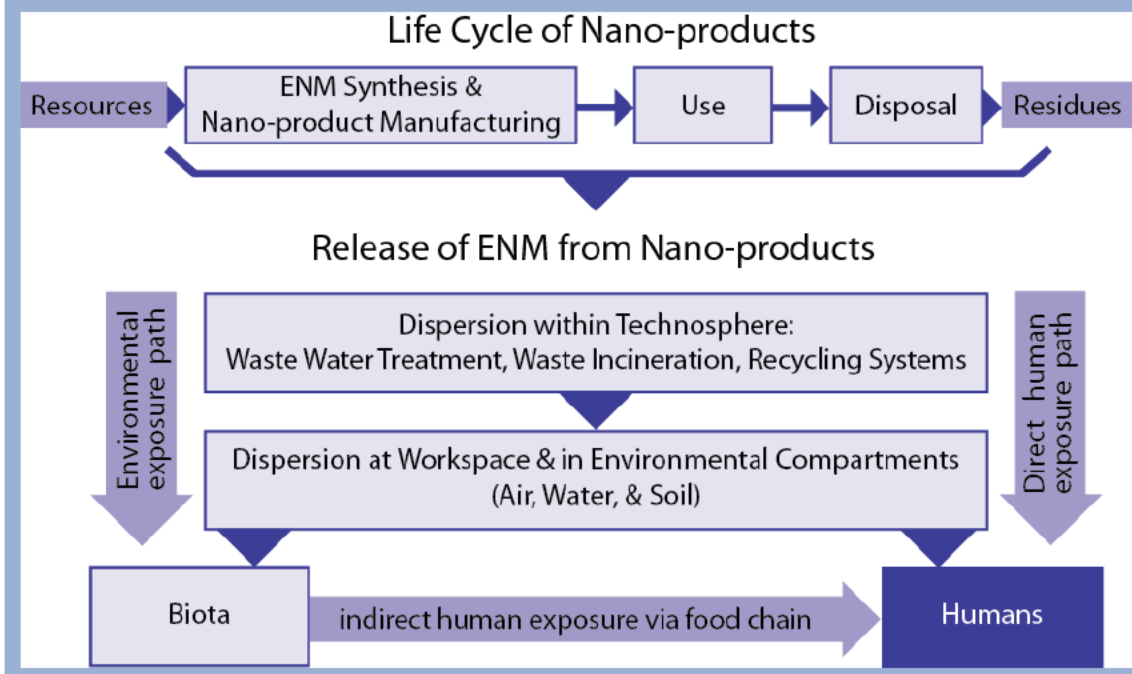 Life Cycle of Nano-products
Resources
ENM Synthesis &
Nano-product Manufacturing
Use
Disposal
Residues
Release of ENM from Nano-products
Environmental
exposure path
Dispersion within Technosphere:
Waste Water Treatment, Waste Incineration, Recycling Systems
Direct human
exposure path
Dispersion at Workspace & in Environmental Compartments
(Air, Water, & Soil)
Biota
indirect human exposure via food chain
Humans